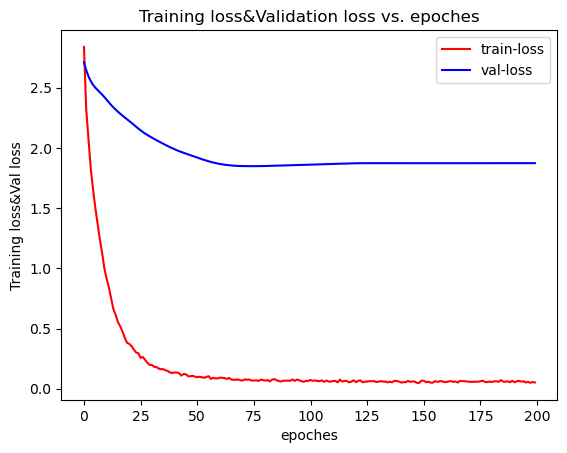 Training loss&Validation loss vs. epoches
train-loss
val-loss
Training loss&Val loss
2.5
2.0
1.5
1.0
0.5
0.0
0 25 50 75 100 125 150 175 200
epoches